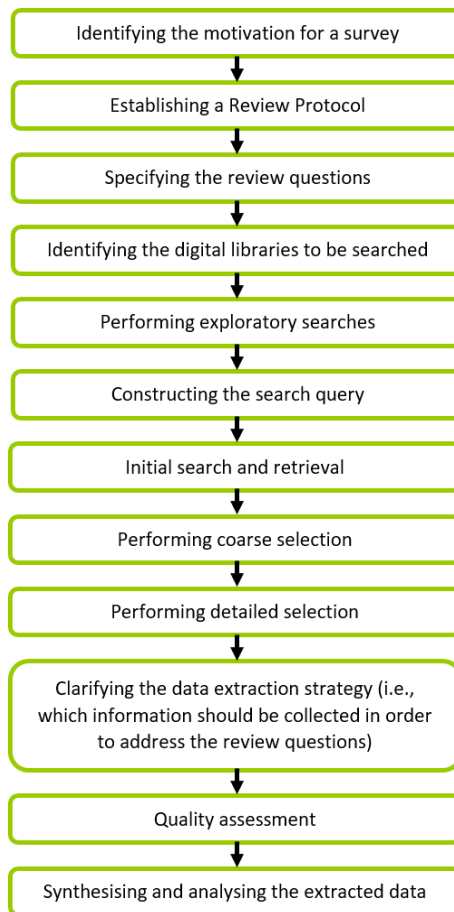 Identifying the motivation for a survey
Establishing a Review Protocol
Specifying the review questions
Identifying the digital libraries to be searched
Performing exploratory searches
Constructing the search query
Initial search and retrieval
Performing coarse selection
Performing detailed selection
Clarifying the data extraction strategy (i.e.,
which information should be collected in order
to address the review questions)
Quality assessment
Synthesising and analysing the extracted data